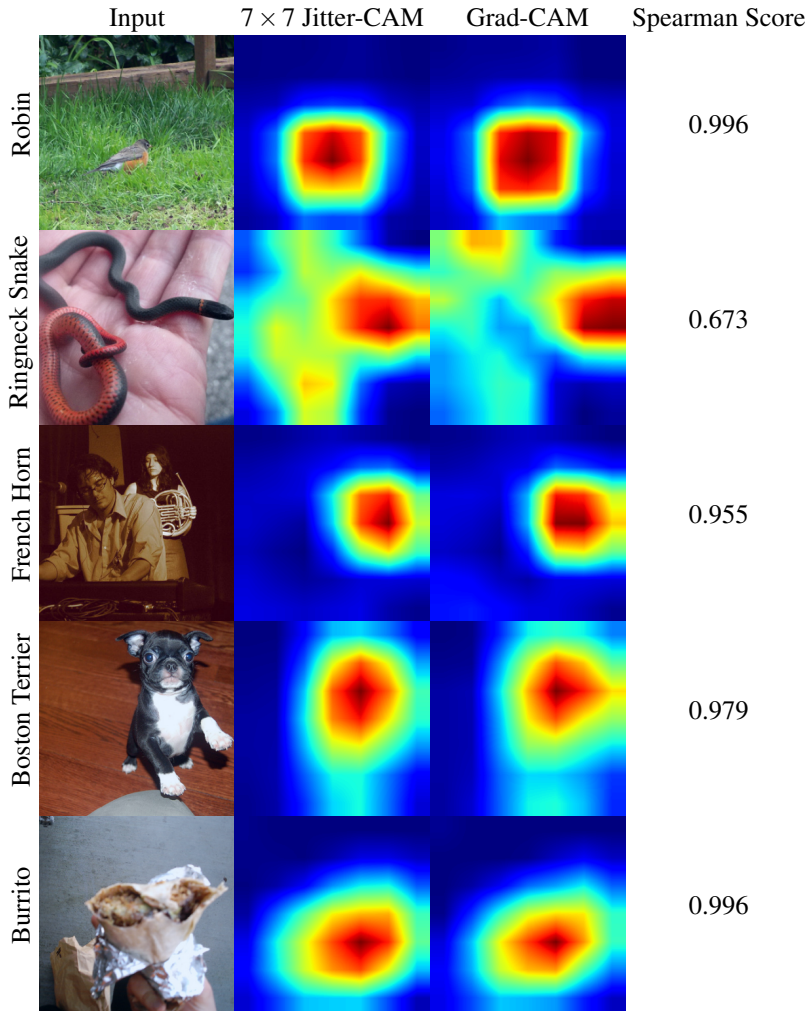 Input 7 × 7 Jitter-CAM Grad-CAM Spearman Score
Robin 0.996
Ringneck Snake 0.673
French Horn 0.955
Boston Terrier 0.979
Burrito 0.996